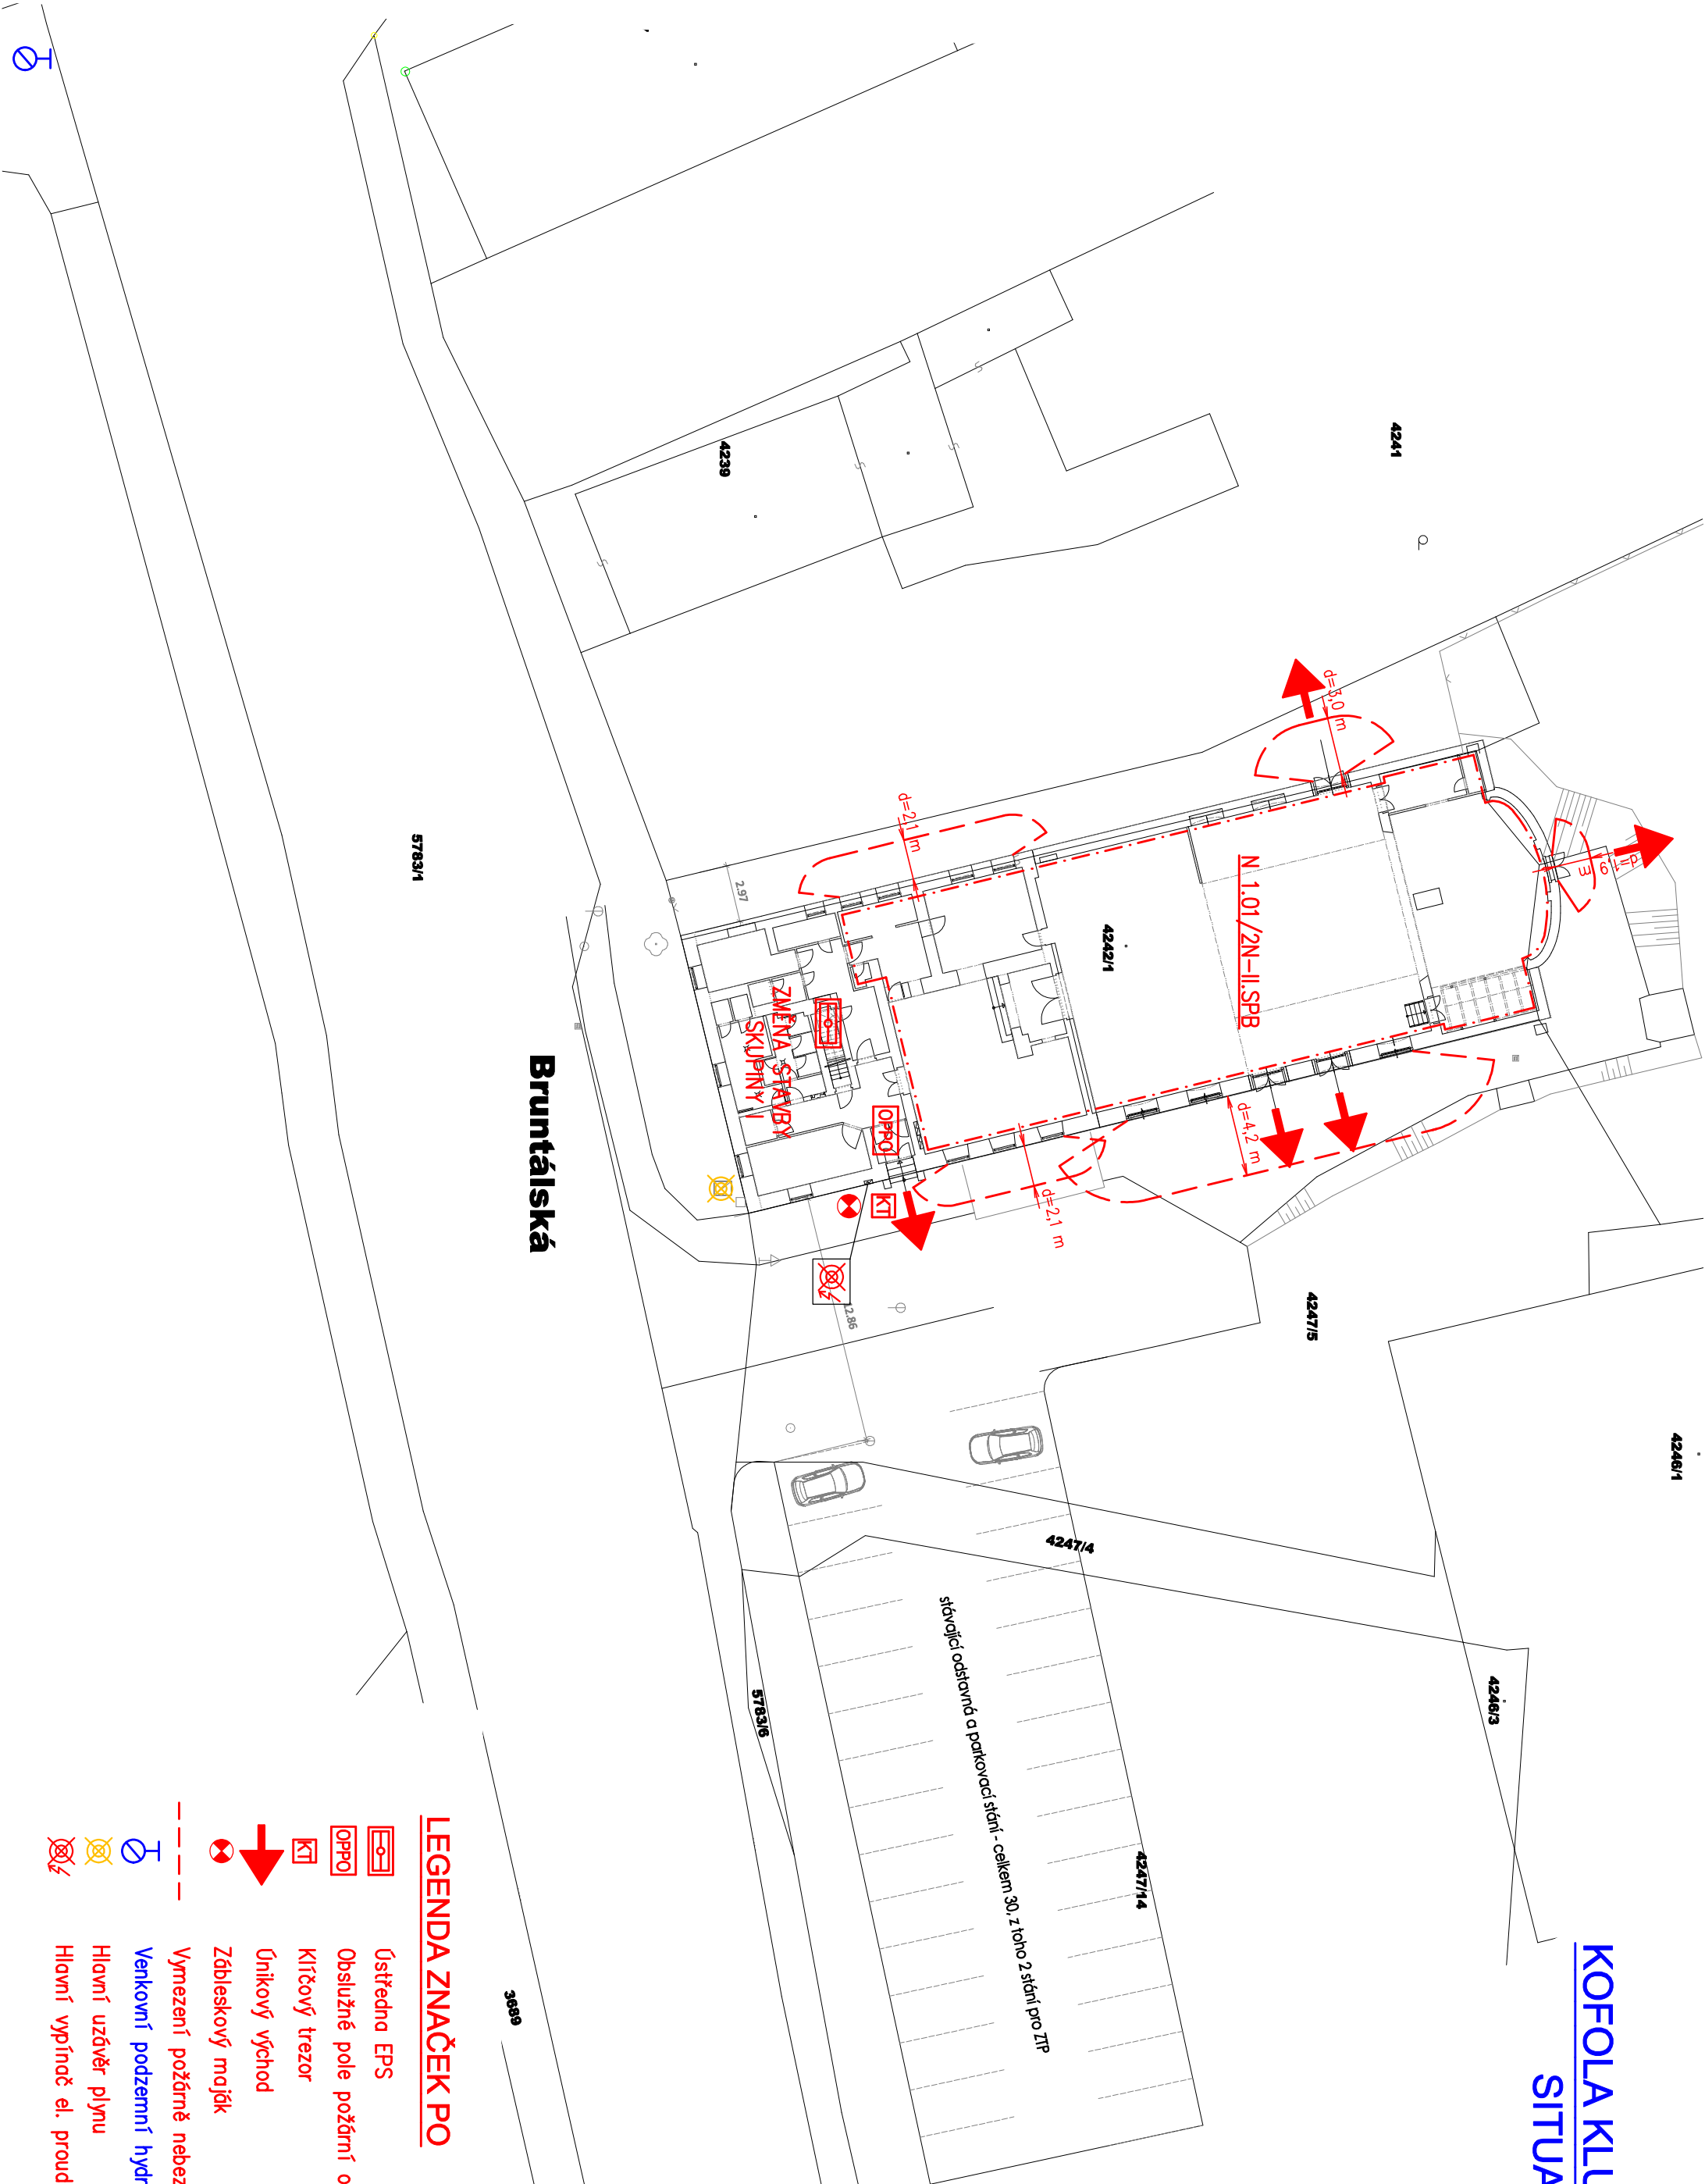 KOFOLA KLU
SITUA
4241
4239
4246/1
d=3,0 m
d=1,9 m
d=2,1 m
2.97
N 1.01/2N-II.SPB
4242/1
ZMĚNA STAVBY
SKUPINY I
OPPO
KT
d=4,2 m
d=2,1 m
5783/1
Bruntálská
4247/5
4247/4
4246/3
4247/14
5783/6
3689
stávající odstavná a parkovací stání - celkem 30, z toho 2 stání pro ZTP
LEGENDA ZNAČEK PO
Ústředna EPS
OPPO Obslužné pole požární o
KT Klíčový trezor
Únikový východ
Zábleskový maják
Vymezení požárně nebez
Venkovní podzemní hydr
Hlavní uzávěr plynu
Hlavní vypínač el. proud